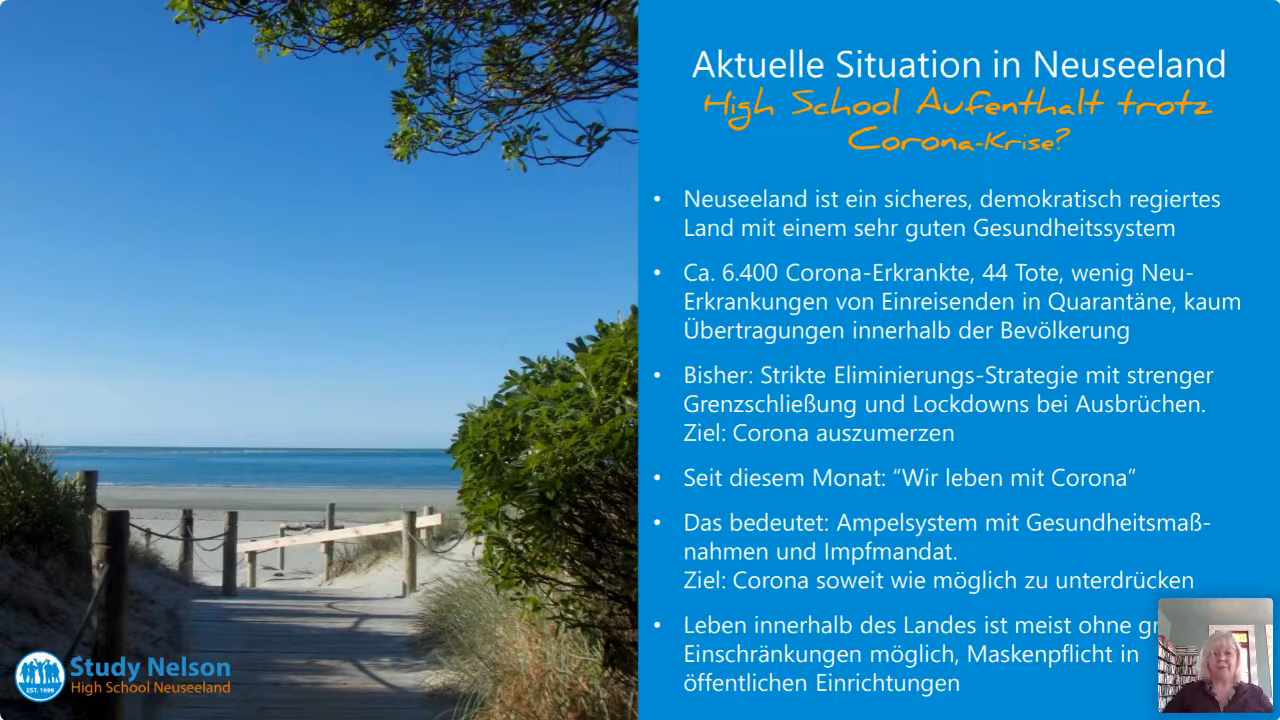 Aktuelle Situation in Neuseeland
High School Aufenthalt trotz
Corona-Krise?
• Neuseeland ist ein sicheres, demokratisch regiertes
Land mit einem sehr guten Gesundheitssystem
• Ca. 6.400 Corona-Erkrankte, 44 Tote, wenig Neu-
Erkrankungen von Einreisenden in Quarantäne, kaum
Übertragungen innerhalb der Bevölkerung
• Bisher: Strikte Eliminierungs-Strategie mit strenger
Grenzschließung und Lockdowns bei Ausbrüchen.
Ziel: Corona auszumerzen
• Seit diesem Monat: “Wir leben mit Corona”
• Das bedeutet: Ampelsystem mit Gesundheitsmaß-
nahmen und Impfmandat.
Ziel: Corona soweit wie möglich zu unterdrücken
• Leben innerhalb des Landes ist meist ohne
Einschränkungen möglich, Maskenpflicht in
öffentlichen Einrichtungen
Study Nelson
High School Neuseeland
EST. 1999